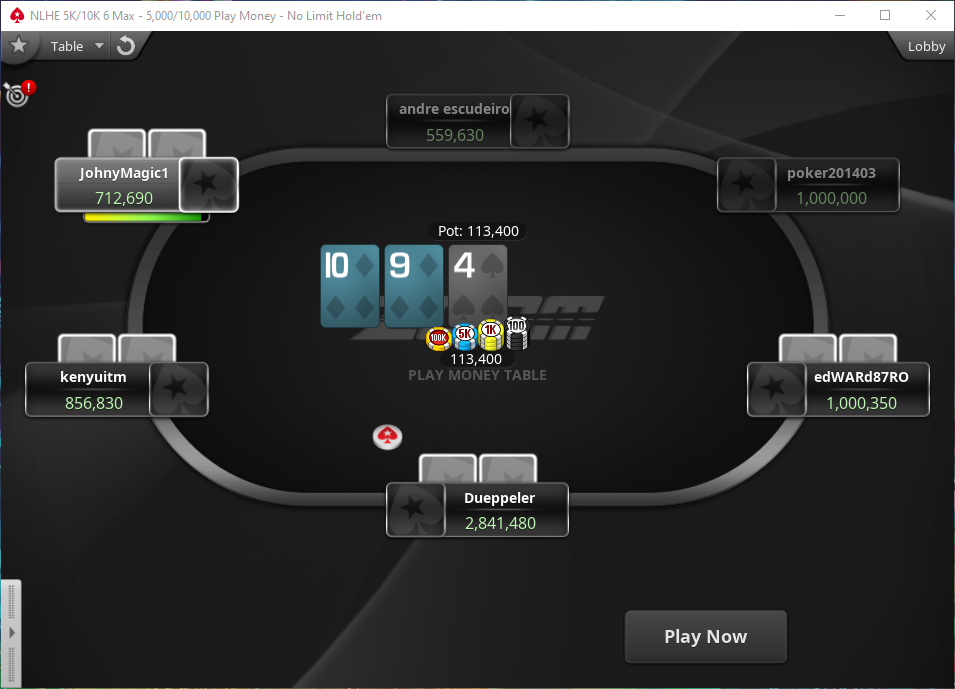 NLHE 5K/10K 6 Max - 5,000/10,000 Play Money - No Limit Hold'em
Table
Lobby
!
andre escudeiro
559,630
JohnyMagic1
712,690
poker201403
1,000,000
Pot: 113,400
10 9 4
100K 5K 1K 100
113,400
PLAY MONEY TABLE
kenyuitm
856,830
edWARd87RO
1,000,350
Dueppeler
2,841,480
Play Now